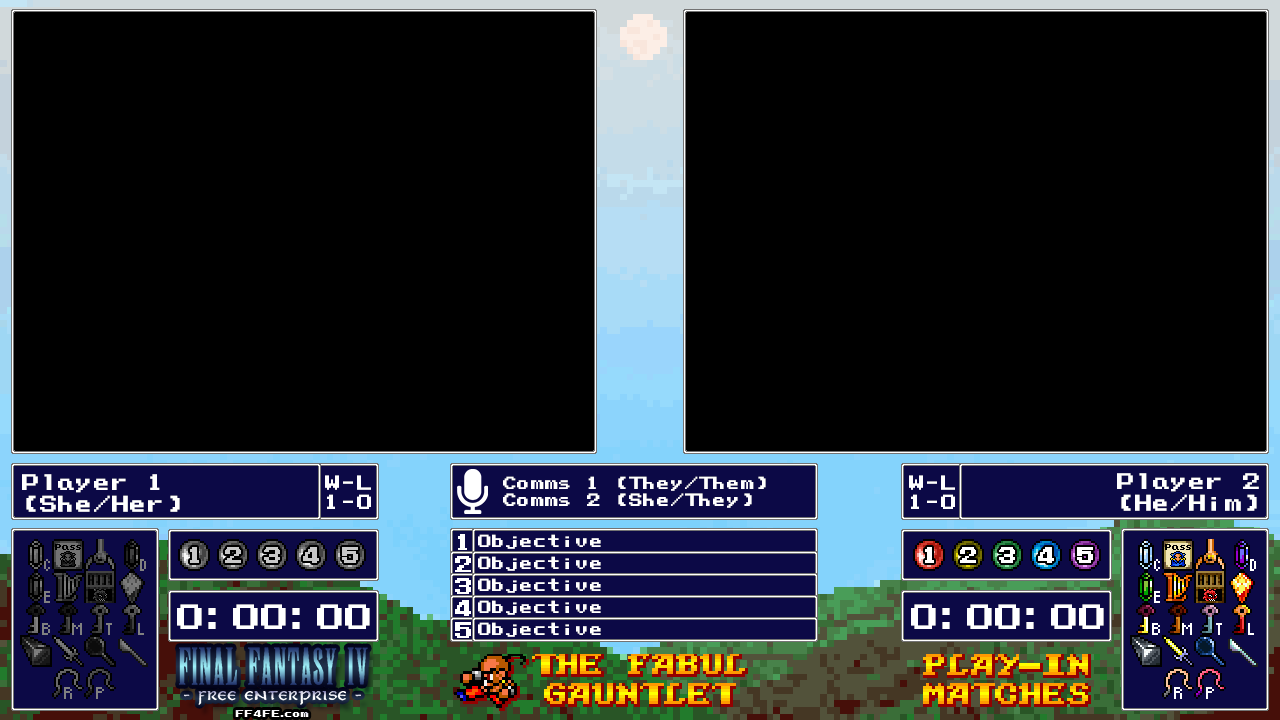 Player 1
(She/Her)
W-L
1-0
Comms 1 (They/Them)
Comms 2 (She/They)
W-L
1-0
Player 2
(He/Him)
PASS
C
D
E
B
M
T
L
R
P
1 2 3 4 5
0:00:00
FINAL FANTASY IV
- FREE ENTERPRISE -
FF4FE.com
1 Objective
2 Objective
3 Objective
4 Objective
5 Objective
THE FABUL
GAUNTLET
1 2 3 4 5
0:00:00
PLAY-IN
MATCHES
PASS
C
D
E
B
M
T
L
R
P